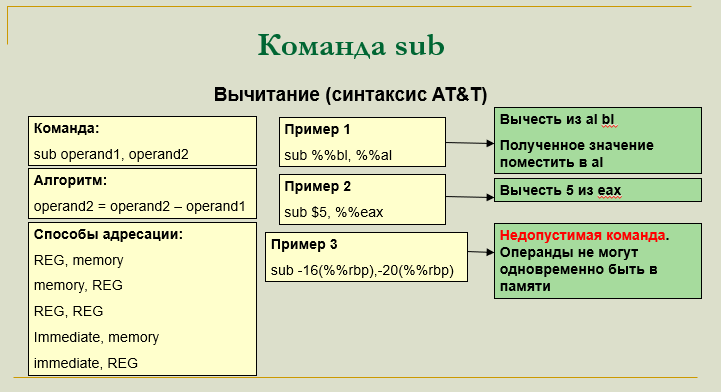 Команда sub
Вычитание (синтаксис AT&T)
Команда:
sub operand1, operand2
Алгоритм:
operand2 = operand2 – operand1
Способы адресации:
REG, memory
memory, REG
REG, REG
Immediate, memory
immediate, REG
Пример 1
sub %%bl, %%al
Вычесть из al bl
Полученное значение
поместить в al
Пример 2
sub $5, %%eax
Вычесть 5 из eax
Пример 3
sub -16(%%rbp),-20(%%rbp)
Недопустимая команда.
Операнды не могут
одновременно быть в
памяти